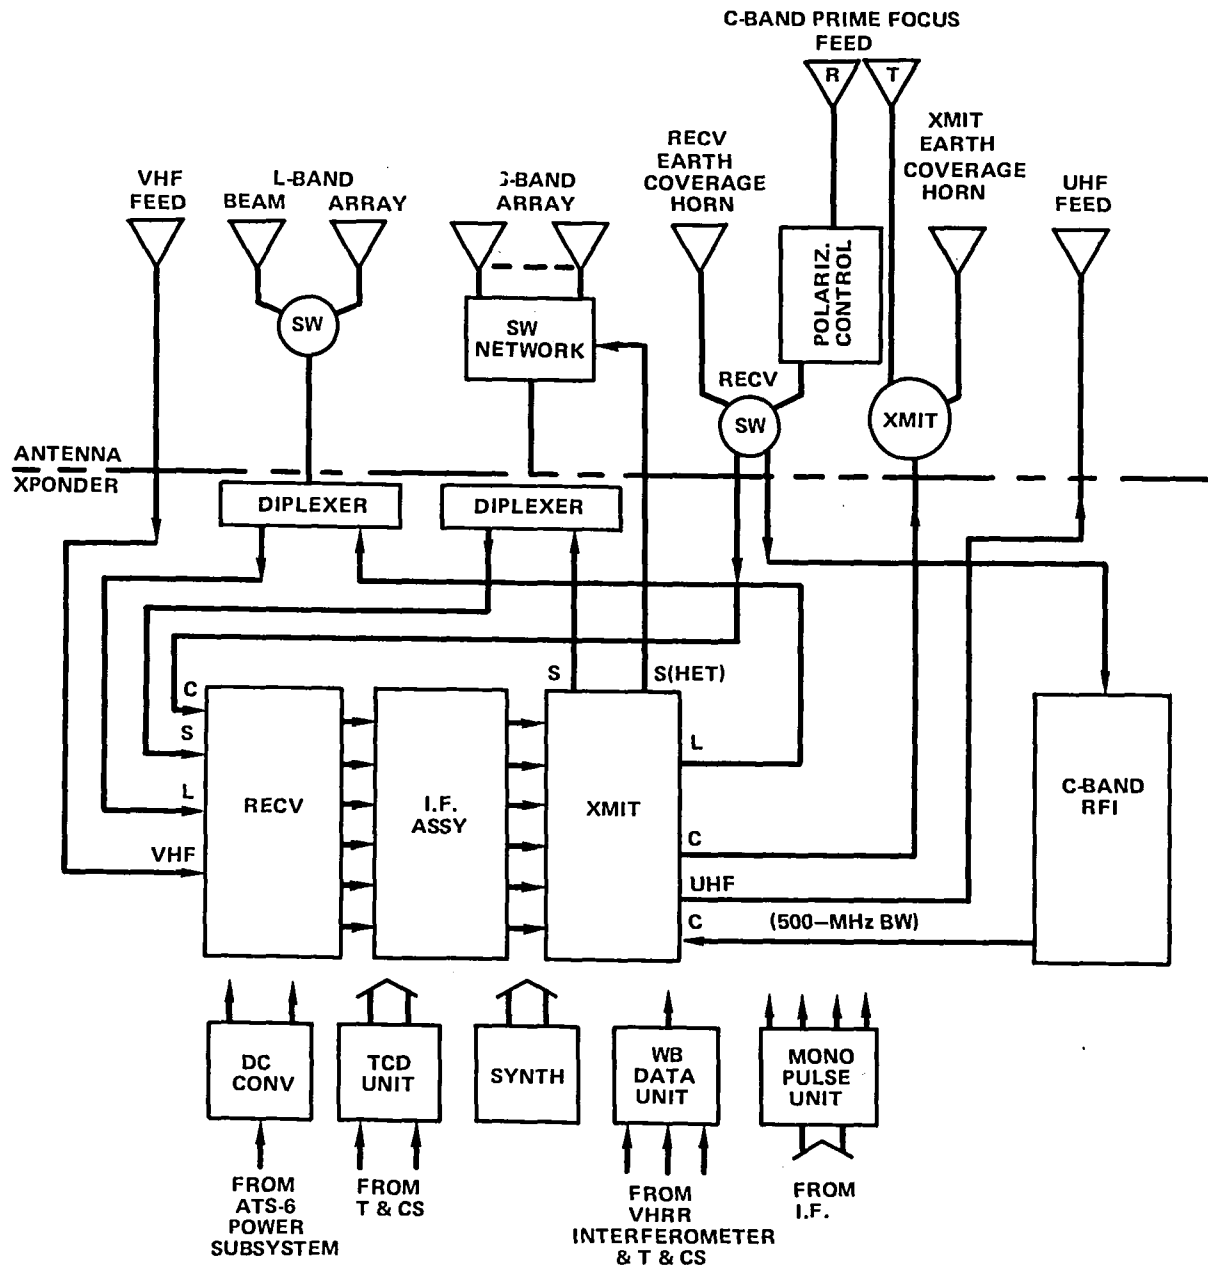 C-BAND PRIME FOCUS
FEED
R
T
XMIT
EARTH
COVERAGE
HORN
RECV
EARTH
COVERAGE
HORN
VHF
FEED
L-BAND
BEAM
ARRAY
-BAND
ARRAY
UHF
FEED
POLARIZ.
CONTROL
SW
SW
NETWORK
RECV
SW
XMIT
ANTENNA
XPONDER
DIPLEXER
DIPLEXER
S
S(HET)
C
S
L
VHF
RECV
I.F.
ASSY
XMIT
L
C
UHF
C
(500–MHz BW)
C-BAND
RFI
DC
CONV
TCD
UNIT
SYNTH
WB
DATA
UNIT
MONO
PULSE
UNIT
FROM
ATS-6
POWER
SUBSYSTEM
FROM
T & CS
FROM
VHRR
INTERFEROMETER
& T & CS
FROM
I.F.